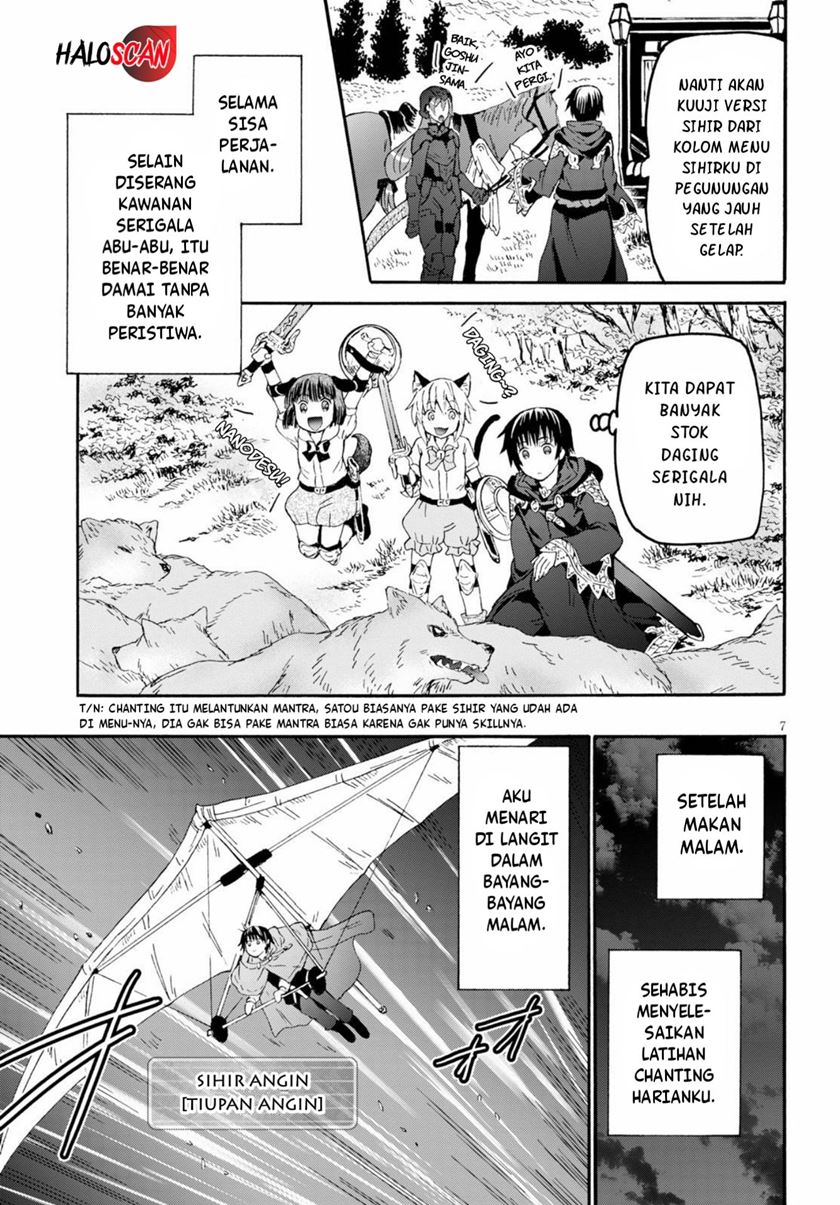 HALOSCAN
NANTI AKAN
KUUJI VERSI
SIHIR DARI
KOLOM MENU
SIHIRKU DI
PEGUNUNGAN
YANG JAUH
SETELAH
GELAP.
AYO
KITA
PERGI.
BAIK,
GOSHU
JIN-
SAMA.
SELAMA
SISA
PERJA-
LANAN.
SELAIN
DISERANG
KAWANAN
SERIGALA
ABU-ABU, ITU
BENAR-BENAR
DAMAI TANPA
BANYAK
PERISTIWA.
KITA DAPAT
BANYAK
STOK
DAGING
SERIGALA
NIH.
DAGING~♪
NANODESU!
T/N: CHANTING ITU MELANTUNKAN MANTRA, SATOU BIASANYA PAKE SIHIR YANG UDAH ADA
DI MENU-NYA, DIA GAK BISA PAKE MANTRA BIASA KARENA GAK PUNYA SKILLNYA.
7
SETELAH
MAKAN
MALAM.
SEHABIS
MENYELE-
SAIKAN
LATIHAN
CHANTING
HARIANKU.
AKU
MENARI
DI LANGIT
DALAM
BAYANG-
BAYANG
MALAM.
SIHIR ANGIN
[TIUPAN ANGIN]